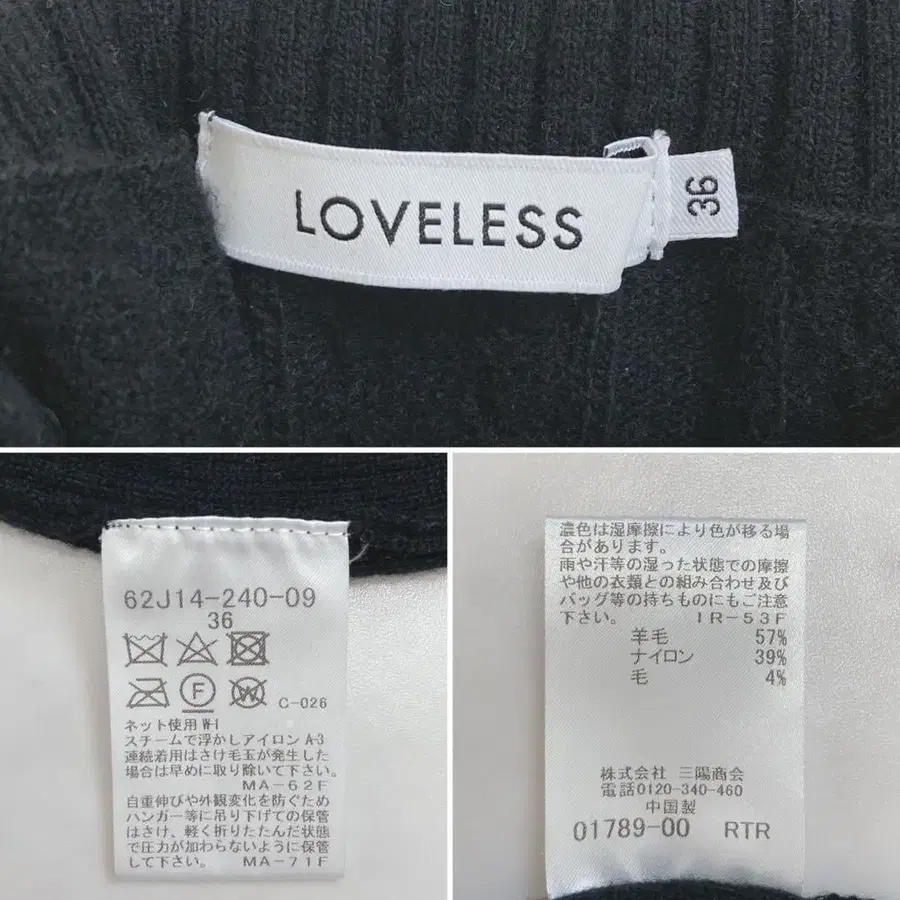 LOVELESS
36
62J14-240-09
36
F
W
C-026
ネット使用 W-I
スチームで浮かしアイロン A-3
連続着用はさけ毛玉が発生した
場合は早めに取り除いて下さい。
MA-62F
自重伸びや外観変化を防ぐため
ハンガー等に吊り下げての保管
はさけ、軽く折りたたんだ状態
で圧力が加わらないように保管
して下さい。 MA-71F
濃色は湿摩擦により色が移る場
合があります。
雨や汗等の湿った状態での摩擦
や他の衣類との組み合わせ及び
バッグ等の持ちものにもご注意
下さい。 IR-53F
羊毛 57%
ナイロン 39%
毛 4%
株式会社 三陽商会
電話0120-340-460
中国製
01789-00 RTR